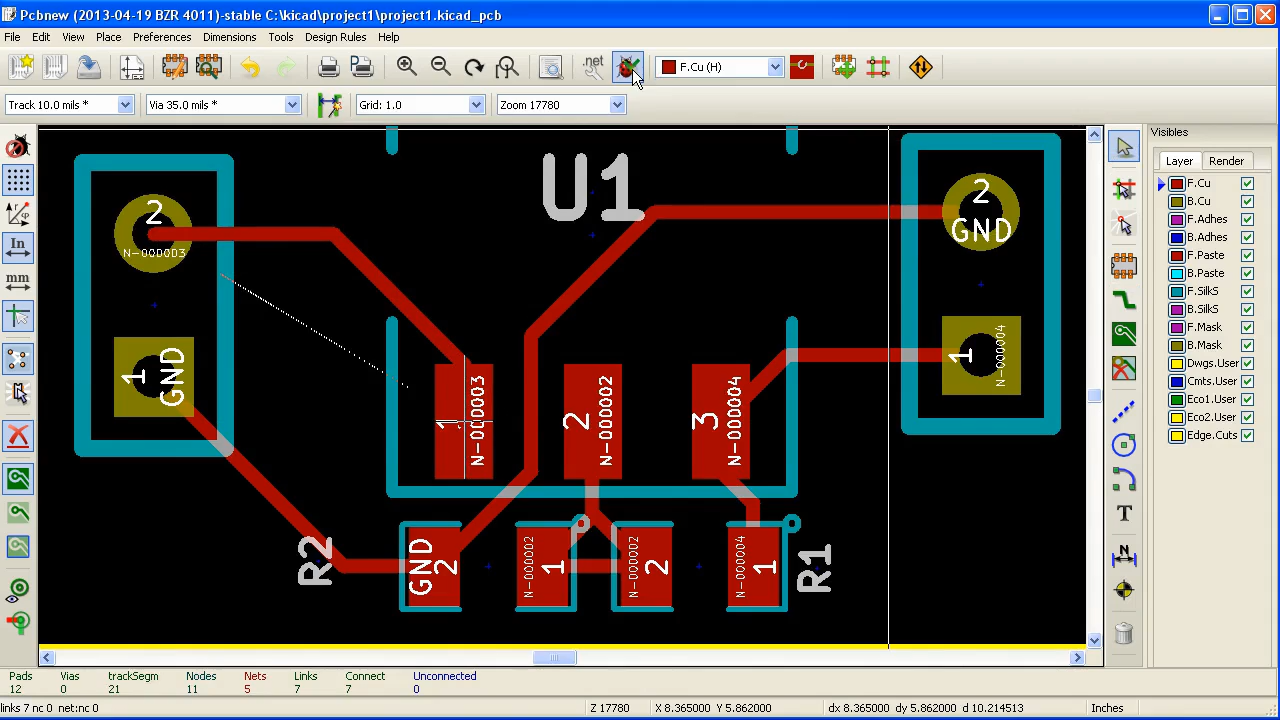 Pcbnew (2013-04-19 BZR 4011)-stable C:\kicad\project1\project1.kicad_pcb
File Edit View Place Preferences Dimensions Tools Design Rules Help
.net F.Cu (H)
Track 10.0 mils * Via 35.0 mils * Grid: 1.0 Zoom 17780
In
mm
Visibles
Layer Render
F.Cu
B.Cu
F.Adhes
B.Adhes
F.Paste
B.Paste
F.SilkS
B.SilkS
F.Mask
B.Mask
Dwgs.User
Cmts.User
Eco1.User
Eco2.User
Edge.Cuts
T
N
U1
2
N-000003
1
GND
2
GND
1
N-000004
1
N-000003
2
N-000002
3
N-000004
R2
GND
2
N-000002
1
N-000002
2
N-000004
1
R1
Pads Vias trackSegm Nodes Nets Links Connect Unconnected
12 0 21 11 5 7 7 0
links 7 nc 0 net:nc 0 Z 17780 X 8.365000 Y 5.862000 dx 8.365000 dy 5.862000 d 10.214513 Inches